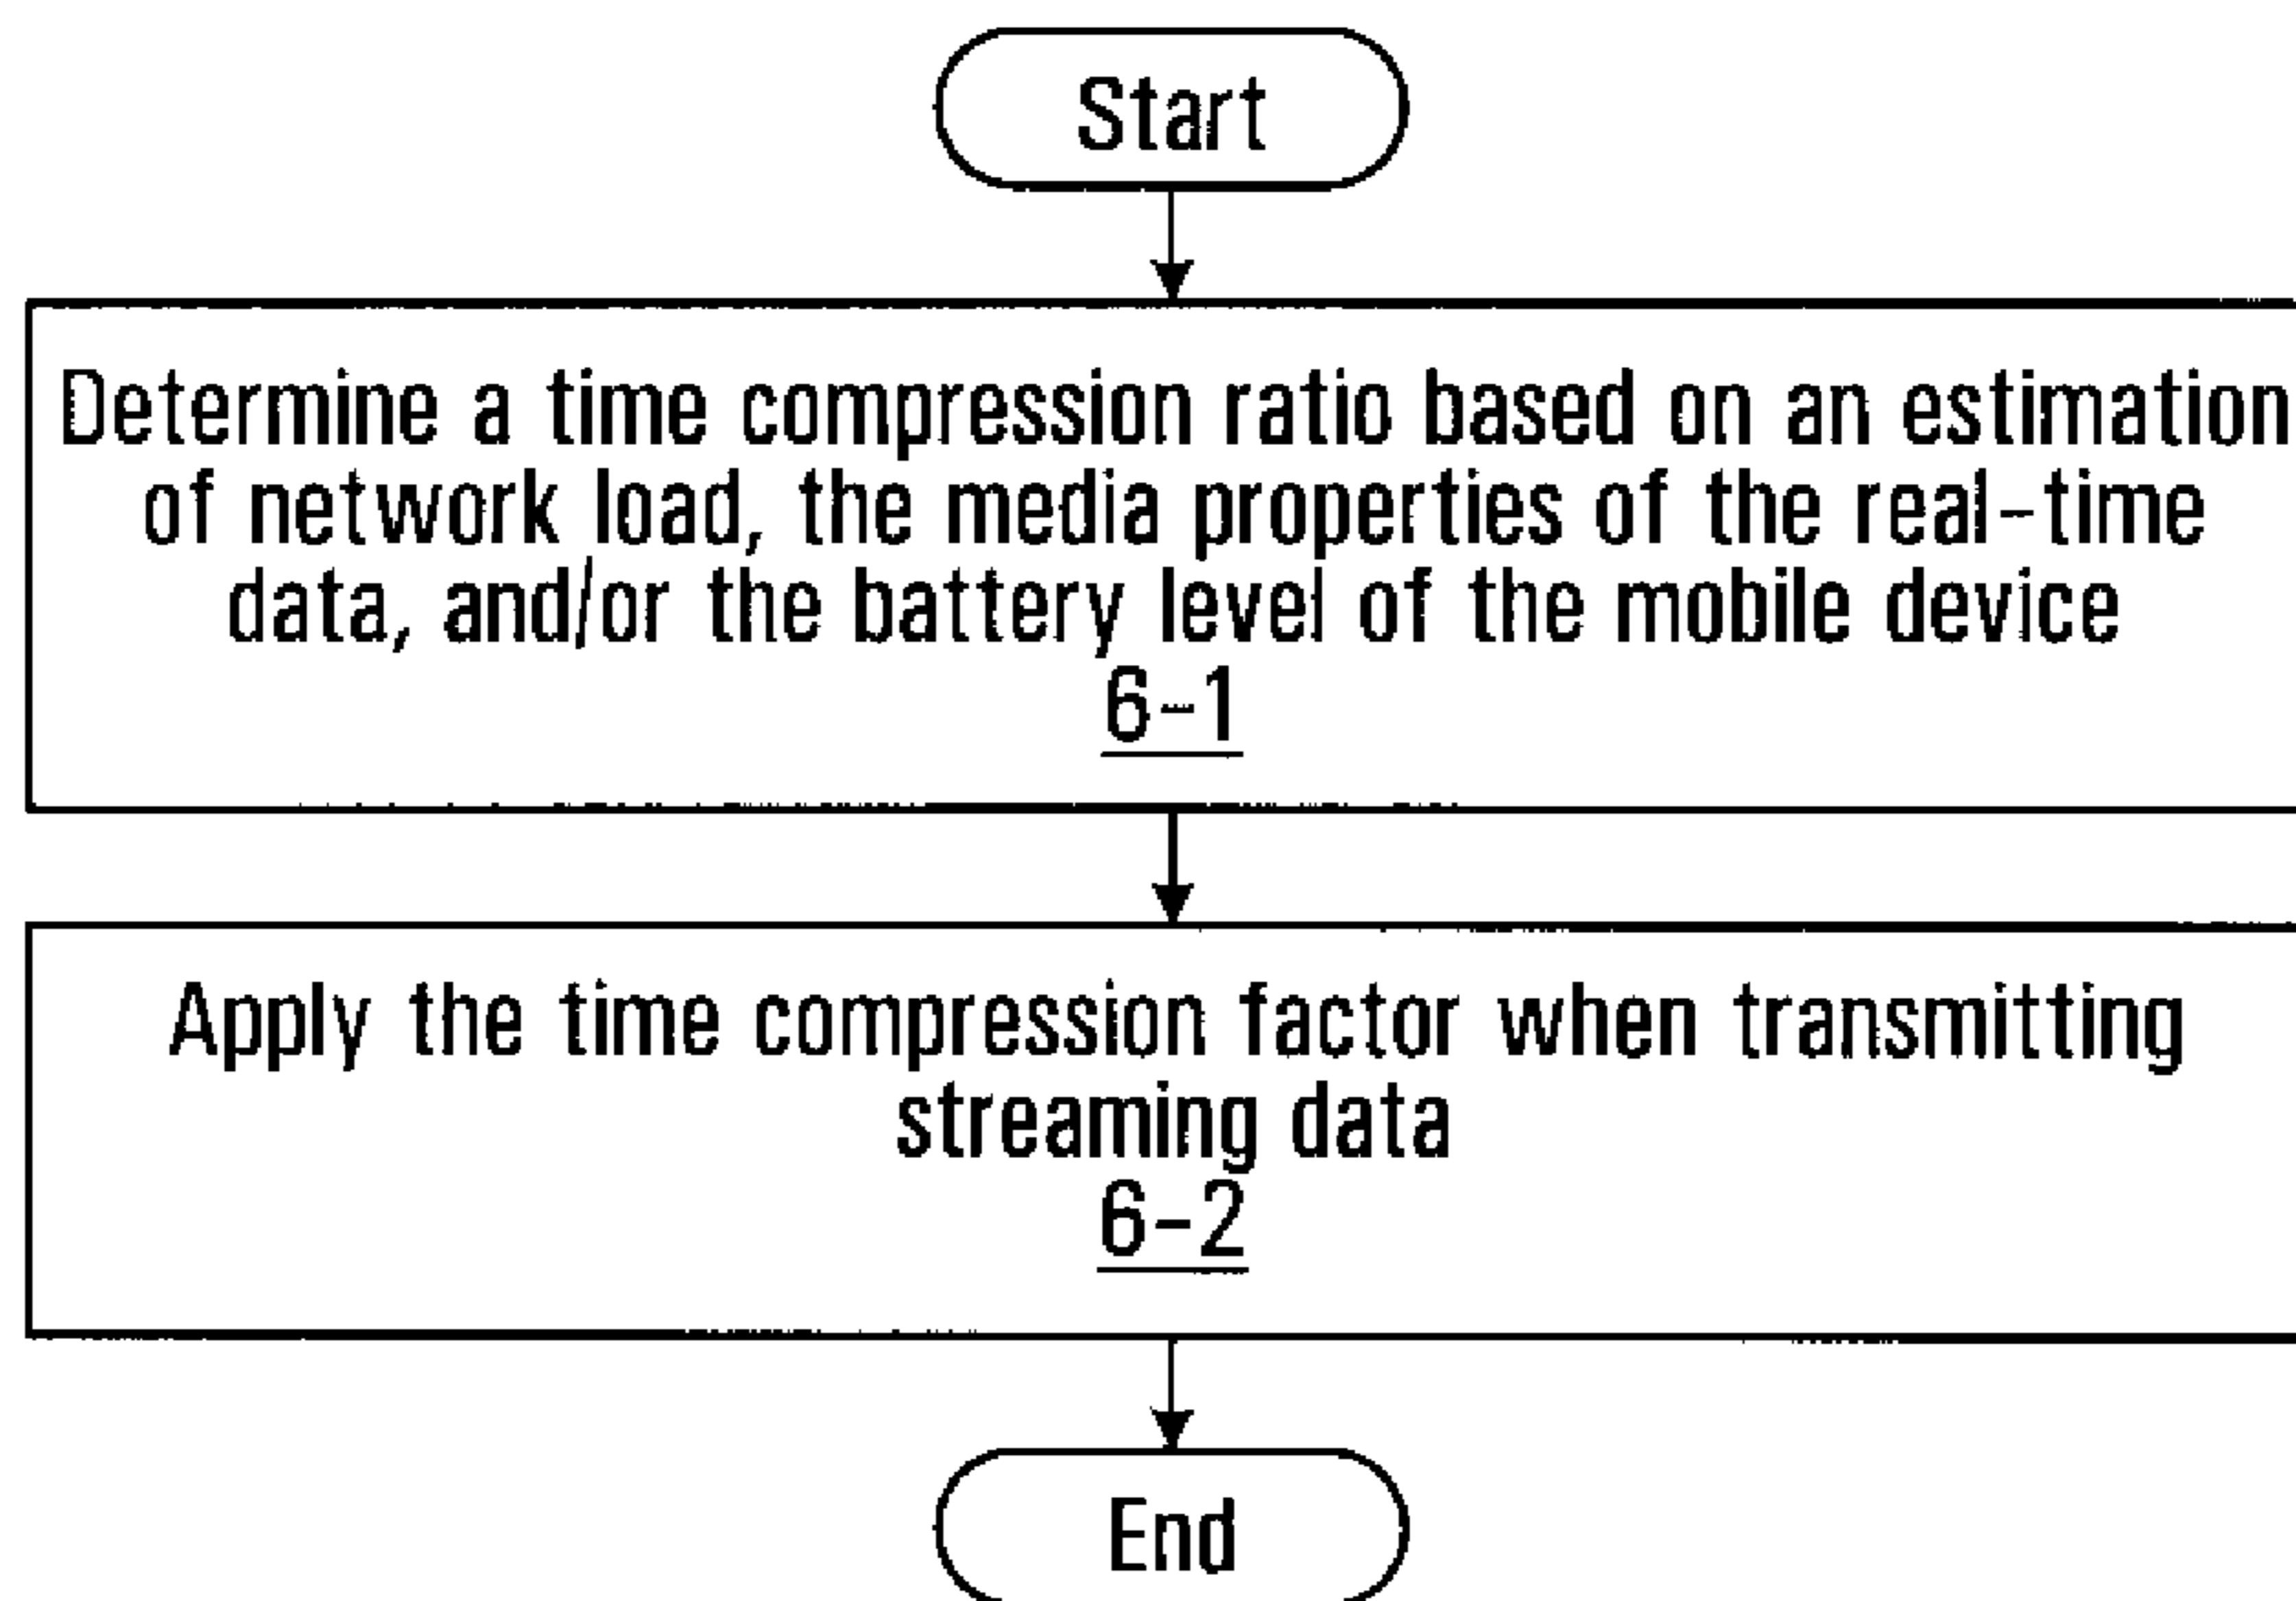 Start
Determine a time compression ratio based on an estimation
of network load, the media properties of the real-time
data, and/or the battery level of the mobile device
6-1
Apply the time compression factor when transmitting
streaming data
6-2
End